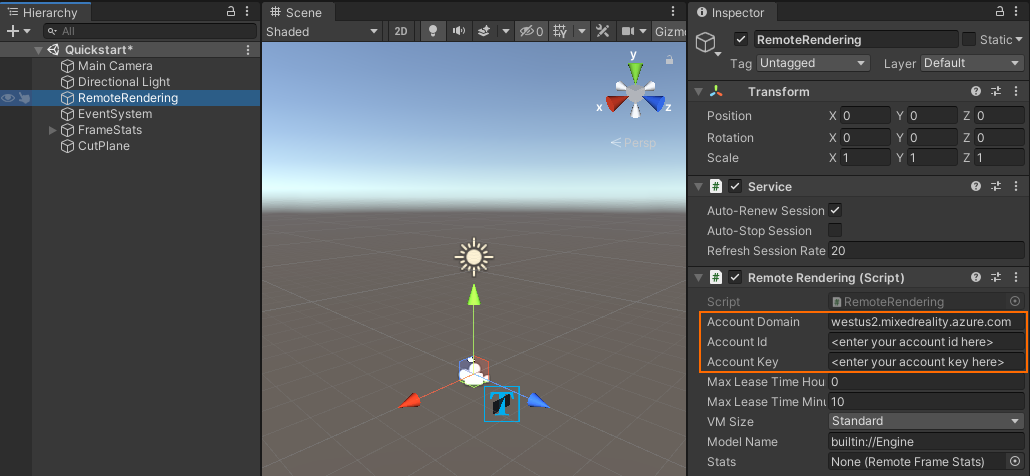 Hierarchy
All
Quickstart*
Main Camera
Directional Light
RemoteRendering
EventSystem
FrameStats
CutPlane
Scene
Shaded
2D
0
Gizmo
y
x
z
Persp
Inspector
RemoteRendering
Static
Tag Untagged Layer Default
Transform
Position X 0 Y 0 Z 0
Rotation X 0 Y 0 Z 0
Scale X 1 Y 1 Z 1
# Service
Auto-Renew Session
Auto-Stop Session
Refresh Session Rate 20
# Remote Rendering (Script)
Script # RemoteRendering
Account Domain westus2.mixedreality.azure.com
Account Id <enter your account id here>
Account Key <enter your account key here>
Max Lease Time Hou 0
Max Lease Time Minu 10
VM Size Standard
Model Name builtin://Engine
Stats None (Remote Frame Stats)
T